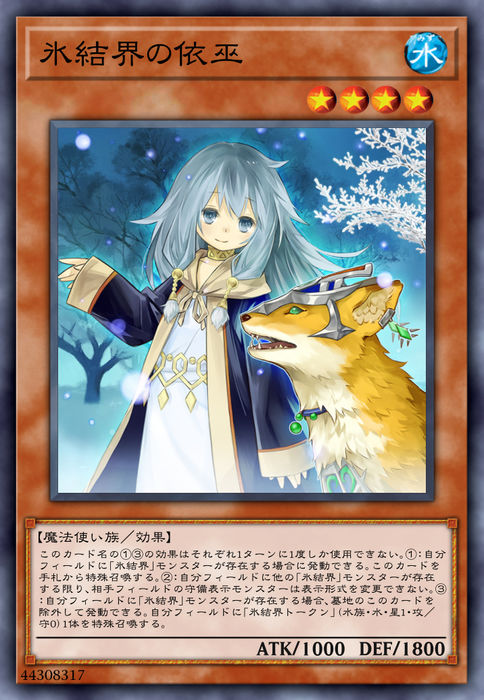 氷結界の依巫
みず
水
【魔法使い族／効果】
このカード名の①③の効果はそれぞれ1ターンに1度しか使用できない。①:自分
フィールドに「氷結界」モンスターが存在する場合に発動できる。このカードを
手札から特殊召喚する。②:自分フィールドに他の「氷結界」モンスターが存在
する限り、相手フィールドの守備表示モンスターは表示形式を変更できない。③
:自分フィールドに「氷結界」モンスターが存在する場合、墓地のこのカードを
除外して発動できる。自分フィールドに「氷結界トークン」(水族・水・星1・攻／
守0)1体を特殊召喚する。
ATK/1000 DEF/1800
44308317